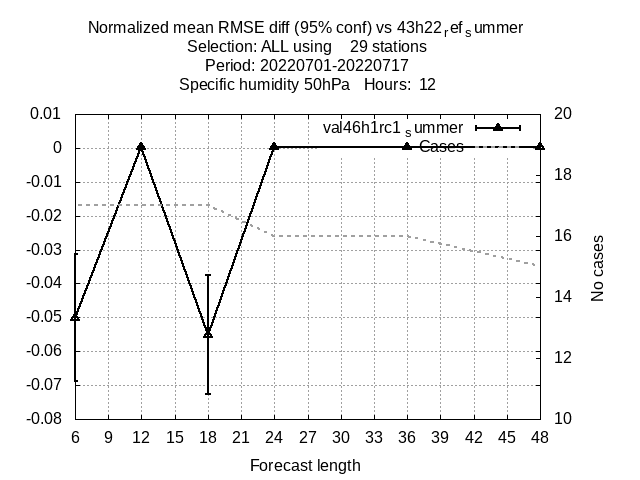 Normalized mean RMSE diff (95% conf) vs 43h22refsummer
Selection: ALL using 29 stations
Period: 20220701-20220717
Specific humidity 50hPa Hours: 12
val46h1rc1summer
Cases
0.01
0
-0.01
-0.02
-0.03
-0.04
-0.05
-0.06
-0.07
-0.08
20
18
16
14
12
10
No cases
6 9 12 15 18 21 24 27 30 33 36 39 42 45 48
Forecast length